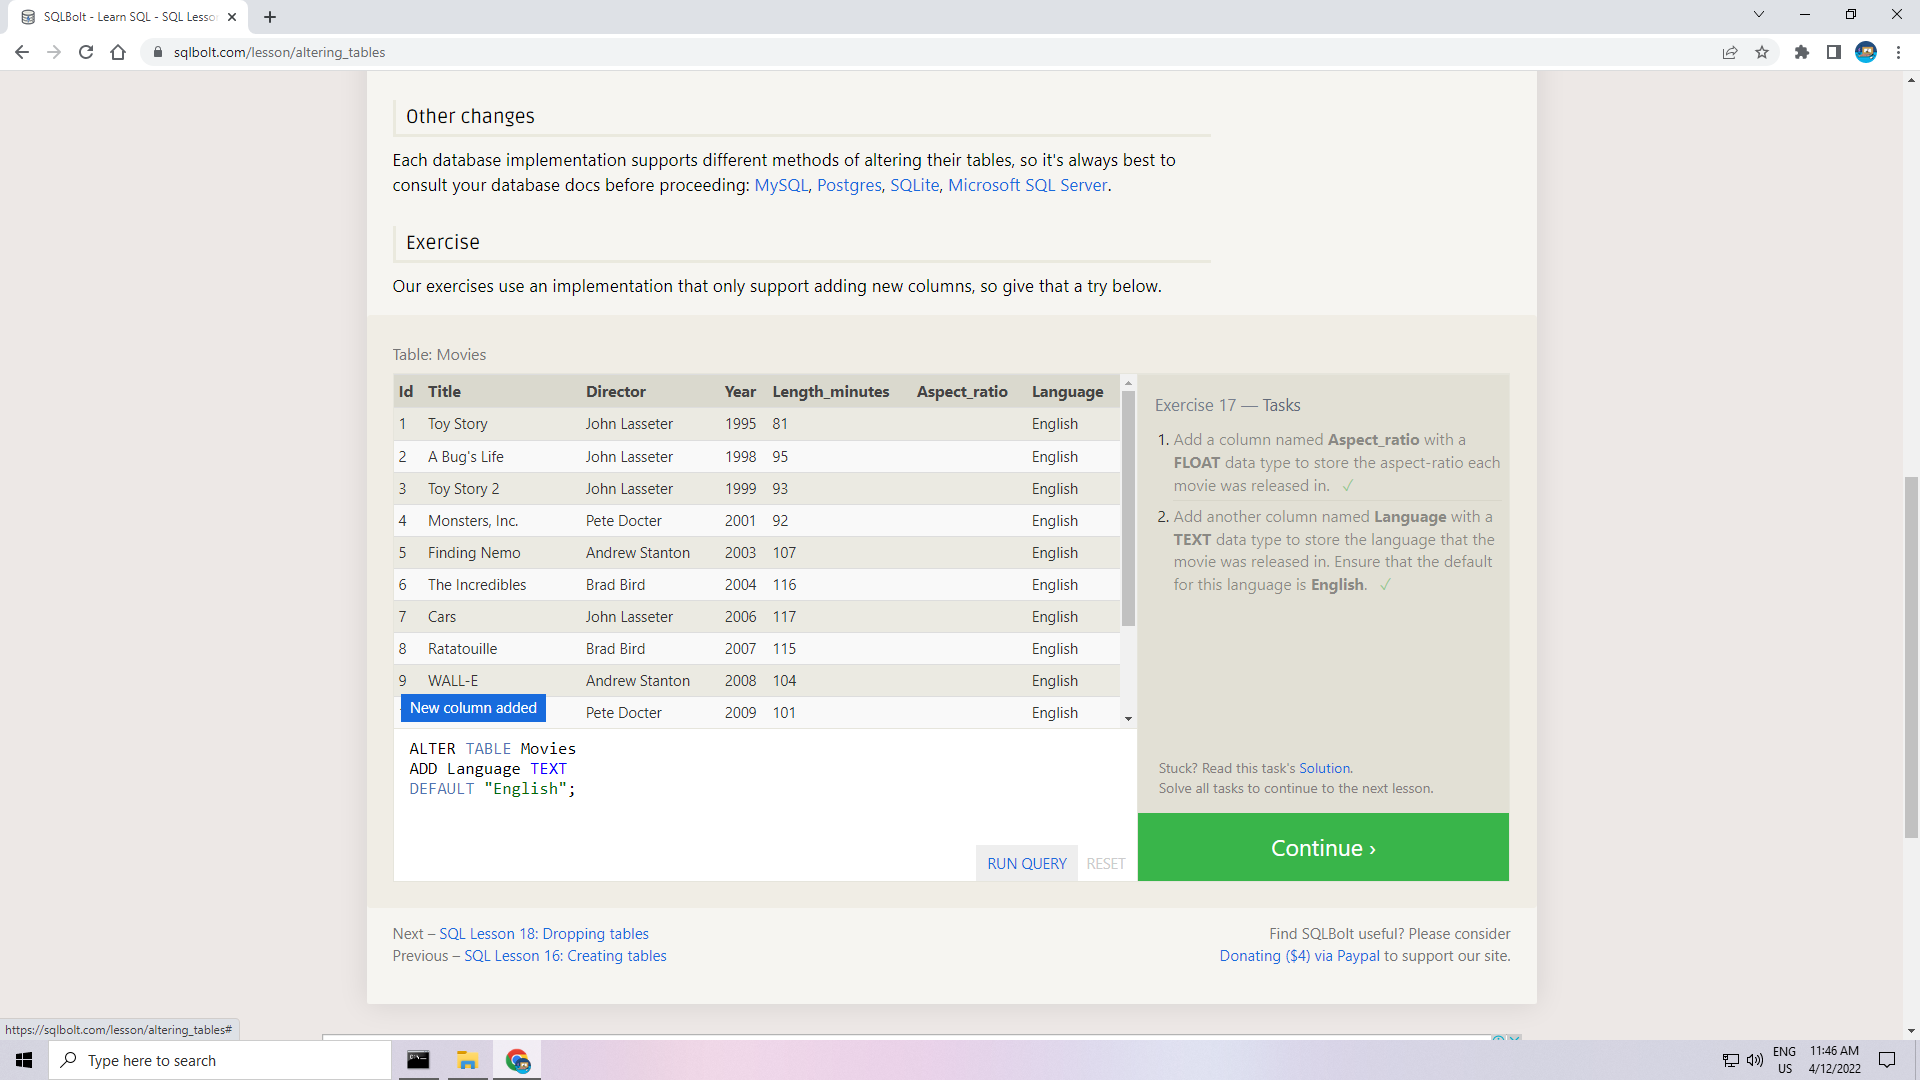 SQLBolt - Learn SQL - SQL Lesso
sqlbolt.com/lesson/altering_tables
Other changes
Each database implementation supports different methods of altering their tables, so it's always best to
consult your database docs before proceeding: MySQL, Postgres, SQLite, Microsoft SQL Server.
Exercise
Our exercises use an implementation that only support adding new columns, so give that a try below.
Table: Movies
Id Title Director Year Length_minutes Aspect_ratio Language
1 Toy Story John Lasseter 1995 81 English
2 A Bug's Life John Lasseter 1998 95 English
3 Toy Story 2 John Lasseter 1999 93 English
4 Monsters, Inc. Pete Docter 2001 92 English
5 Finding Nemo Andrew Stanton 2003 107 English
6 The Incredibles Brad Bird 2004 116 English
7 Cars John Lasseter 2006 117 English
8 Ratatouille Brad Bird 2007 115 English
9 WALL-E Andrew Stanton 2008 104 English
Pete Docter 2009 101 English
New column added
ALTER TABLE Movies
ADD Language TEXT
DEFAULT "English";
RUN QUERY RESET
Exercise 17 — Tasks
1. Add a column named Aspect_ratio with a
FLOAT data type to store the aspect-ratio each
movie was released in. ✓
2. Add another column named Language with a
TEXT data type to store the language that the
movie was released in. Ensure that the default
for this language is English. ✓
Stuck? Read this task's Solution.
Solve all tasks to continue to the next lesson.
Continue ›
Next – SQL Lesson 18: Dropping tables
Previous – SQL Lesson 16: Creating tables
Find SQLBolt useful? Please consider
Donating ($4) via Paypal to support our site.
https://sqlbolt.com/lesson/altering_tables#
Type here to search
ENG
US
11:46 AM
4/12/2022